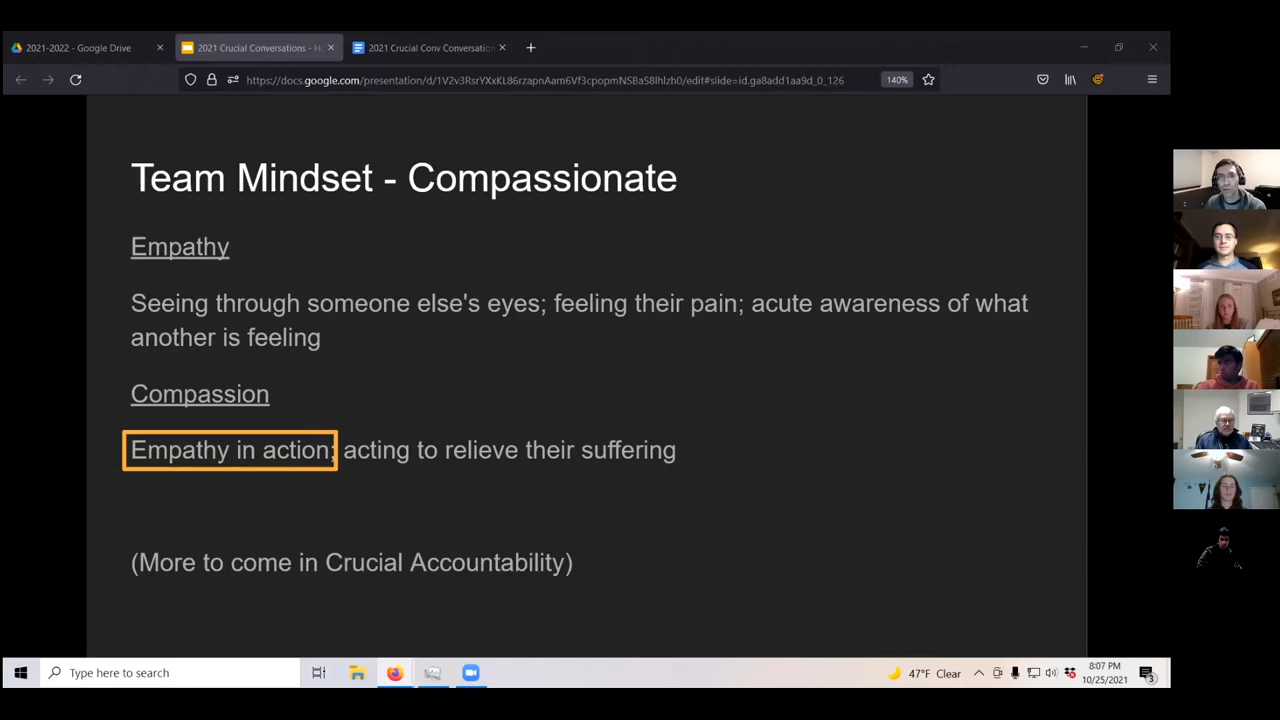 2021-2022 - Google Drive
2021 Crucial Conversations - H
2021 Crucial Conv Conversation
https://docs.google.com/presentation/d/1V2v3RsrYXxKL86rzapnAam6Vf3cpopmNSBaS8lhlzh0/edit#slide=id.ga8add1aa9d_0_126
140%
Team Mindset - Compassionate
Empathy
Seeing through someone else's eyes; feeling their pain; acute awareness of what
another is feeling
Compassion
Empathy in action; acting to relieve their suffering
(More to come in Crucial Accountability)
Type here to search
47°F Clear
8:07 PM
10/25/2021
3